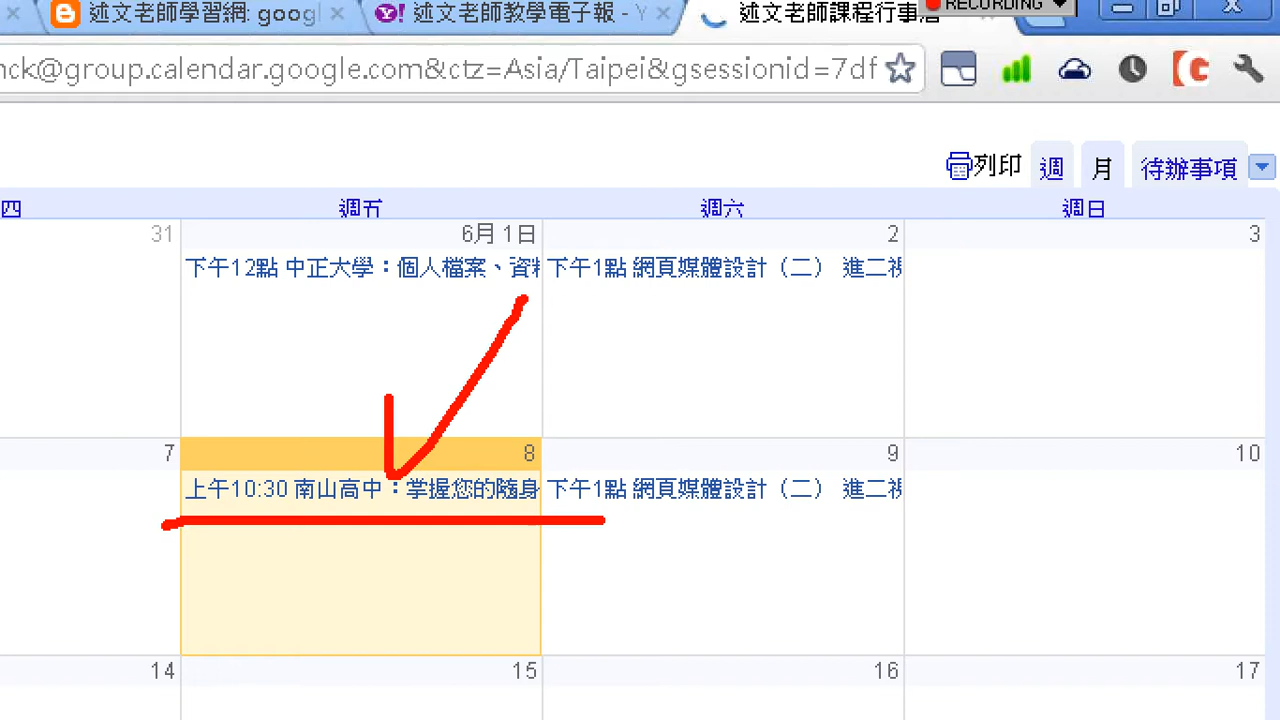 述文老師學習網: googl
述文老師教學電子報 - Y
述文老師課程行事
RECORDING
nck@group.calendar.google.com&ctz=Asia/Taipei&gsessionid=7df
列印 週 月 待辦事項
四 週五 週六 週日
31 6月 1日 2 3
下午12點 中正大學：個人檔案、資料 下午1點 網頁媒體設計（二） 進二視
7 8 9 10
上午10:30 南山高中：掌握您的隨身 下午1點 網頁媒體設計（二） 進二視
14 15 16 17